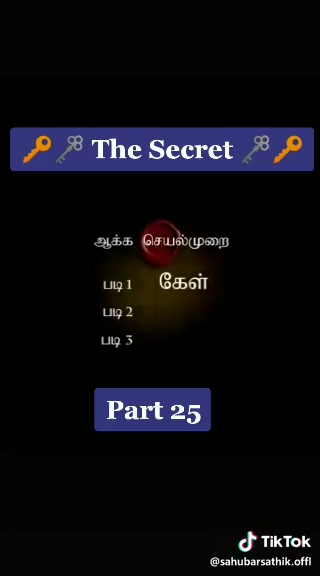 The Secret
ஆக்க செயல்முறை
படி 1 கேள்
படி 2
படி 3
Part 25
TikTok
@sahubarsathik.offl